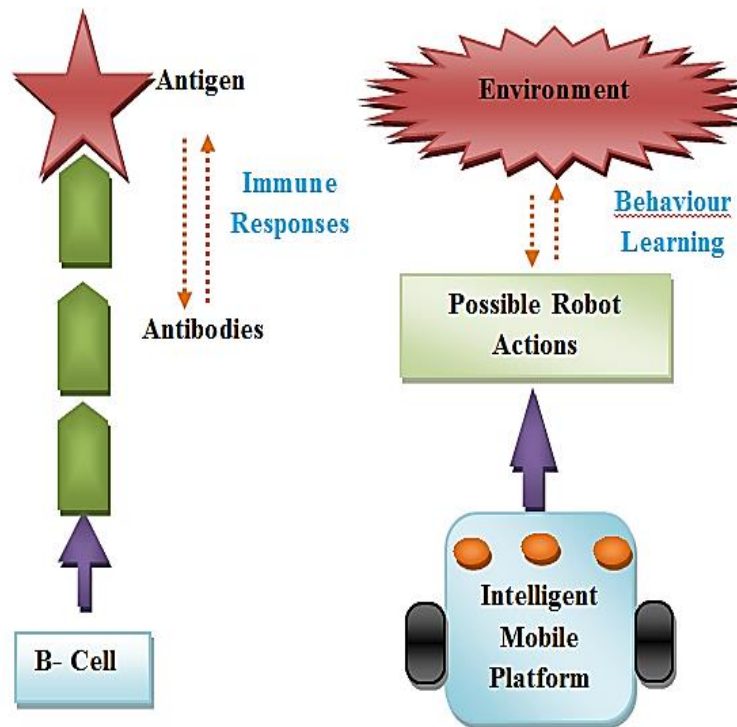 Antigen
Immune
Responses
Antibodies
B- Cell
Environment
Behaviour
Learning
Possible Robot
Actions
Intelligent
Mobile
Platform